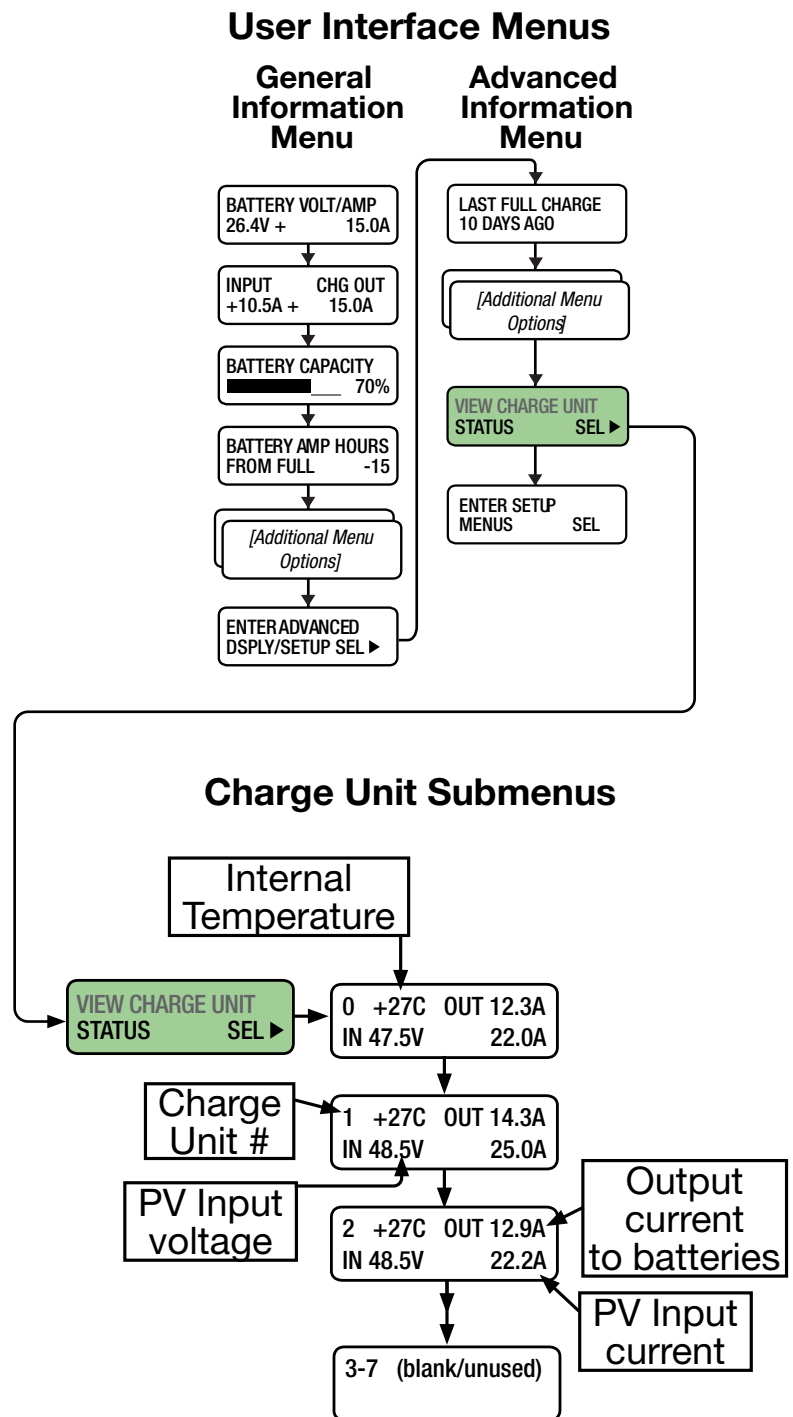 User Interface Menus
General
Information
Menu
BATTERY VOLT/AMP
26.4V + 15.0A
INPUT CHG OUT
+10.5A + 15.0A
BATTERY CAPACITY
70%
BATTERY AMP HOURS
FROM FULL -15
[Additional Menu
Options]
ENTER ADVANCED
DSPLY/SETUP SEL ▶
Advanced
Information
Menu
LAST FULL CHARGE
10 DAYS AGO
[Additional Menu
Options]
VIEW CHARGE UNIT
STATUS SEL ▶
ENTER SETUP
MENUS SEL
Charge Unit Submenus
Internal
Temperature
VIEW CHARGE UNIT
STATUS SEL ▶
0 +27C OUT 12.3A
IN 47.5V 22.0A
Charge
Unit #
1 +27C OUT 14.3A
IN 48.5V 25.0A
PV Input
voltage
2 +27C OUT 12.9A
IN 48.5V 22.2A
Output
current
to batteries
PV Input
current
3-7 (blank/unused)